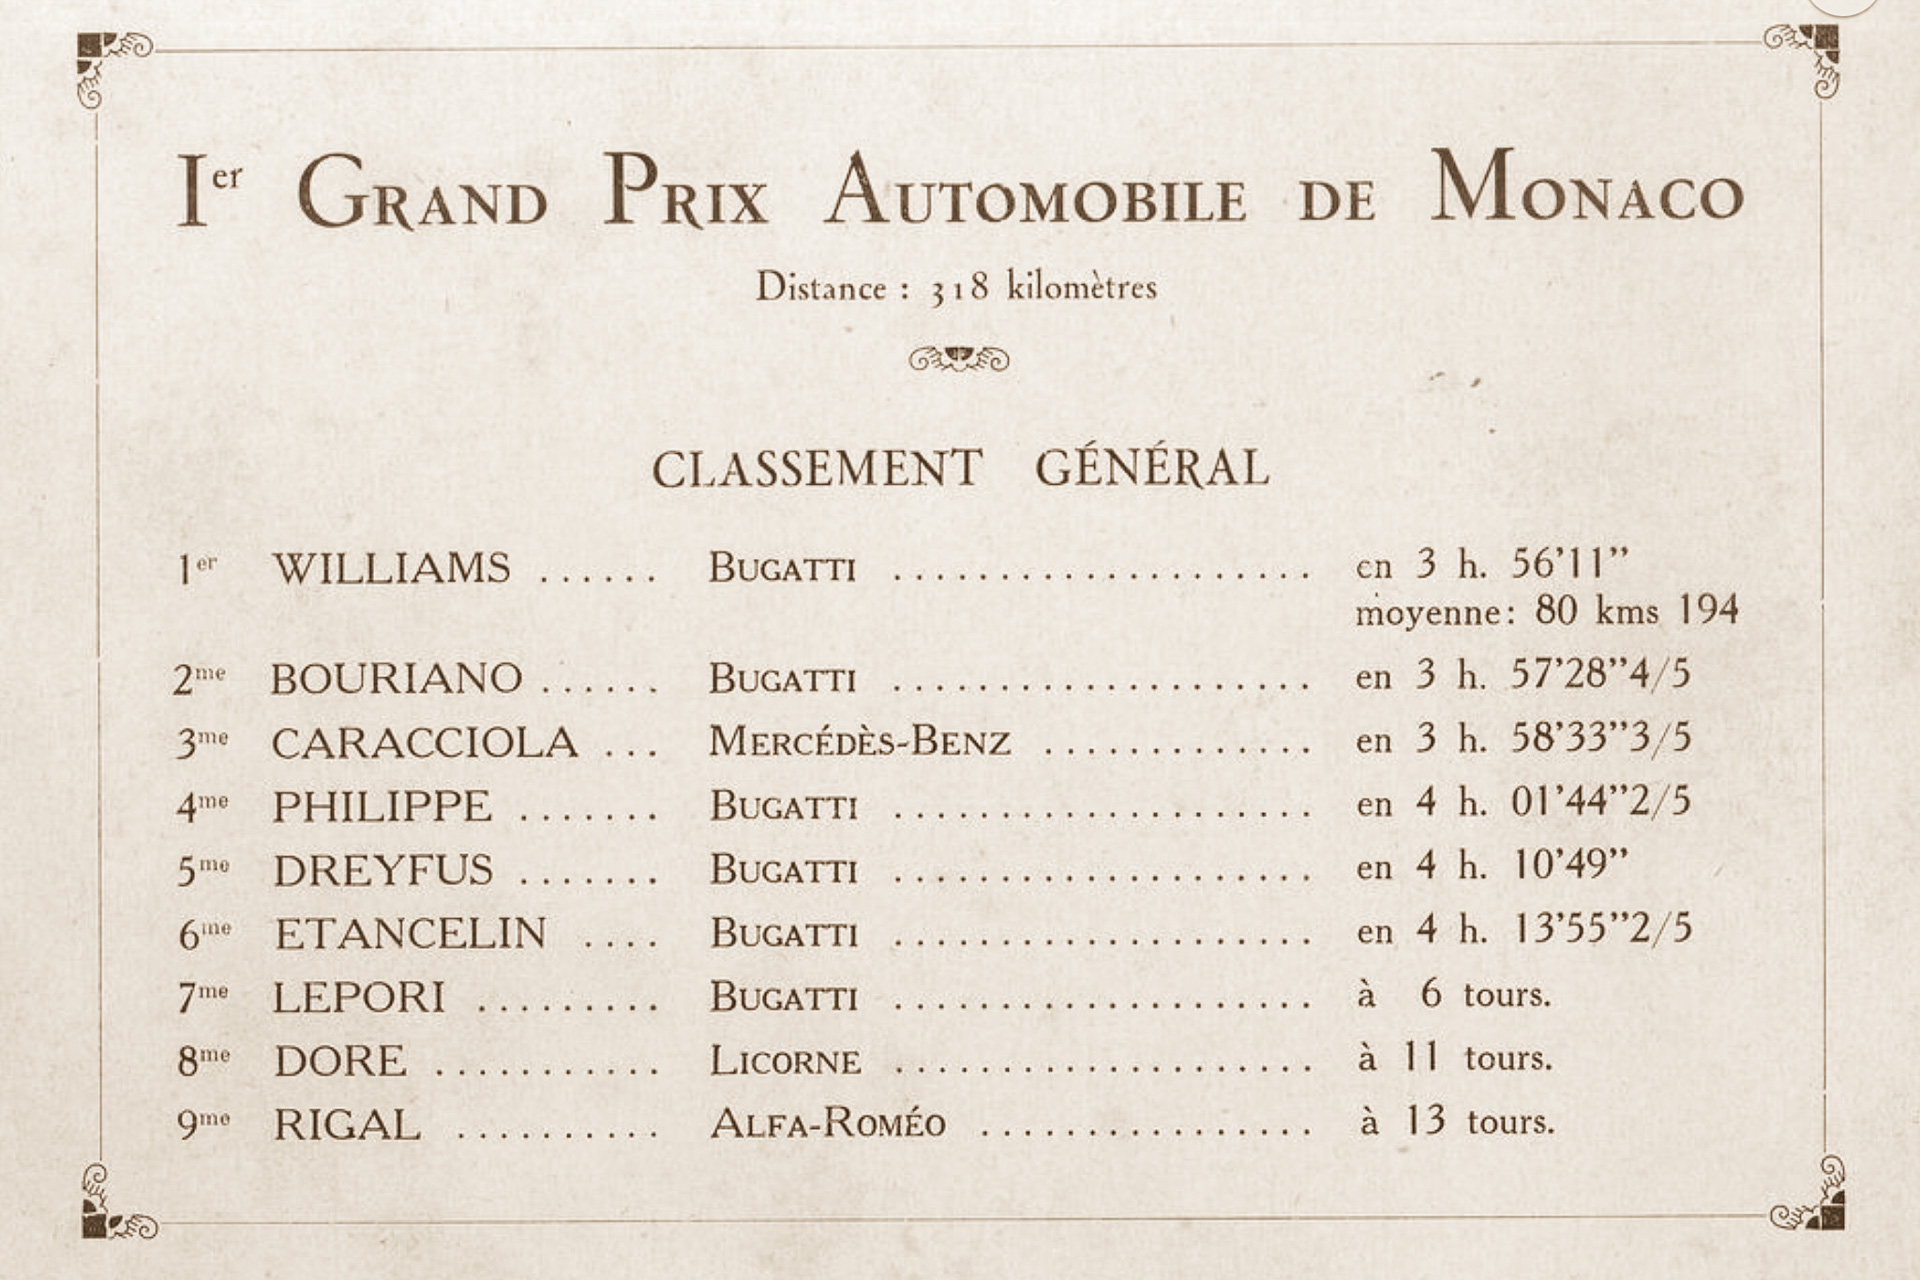 Ier GRAND PRIX AUTOMOBILE DE MONACO
Distance : 318 kilomètres
CLASSEMENT GÉNÉRAL
1er WILLIAMS ...... BUGATTI ..................... en 3 h. 56'11''
moyenne: 80 kms 194
2me BOURIANO ...... BUGATTI ..................... en 3 h. 57'28''4/5
3me CARACCIOLA ... MERCÉDÈS-BENZ ............. en 3 h. 58'33''3/5
4me PHILIPPE ....... BUGATTI ..................... en 4 h. 01'44''2/5
5me DREYFUS ....... BUGATTI ..................... en 4 h. 10'49''
6me ETANCELIN .... BUGATTI ..................... en 4 h. 13'55''2/5
7me LEPORI ......... BUGATTI ..................... à 6 tours.
8me DORE ........... LICORNE ..................... à 11 tours.
9me RIGAL .......... ALFA-ROMÉO ................. à 13 tours.